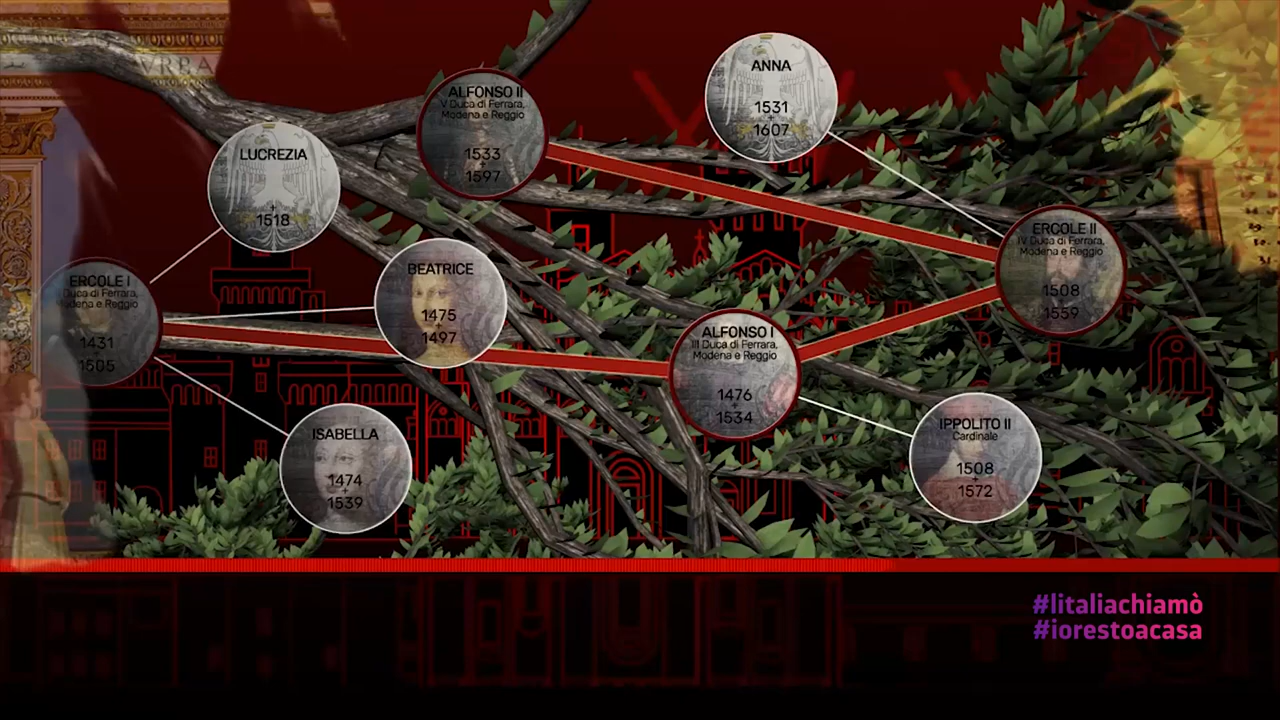 VRBA
ANNA
1531
+
1607
ALFONSO II
V Duca di Ferrara,
Modena e Reggio
1533
+
1597
LUCREZIA
+
1518
ERCOLE II
IV Duca di Ferrara,
Modena e Reggio
1508
+
1559
BEATRICE
1475
+
1497
ERCOLE I
II Duca di Ferrara,
Modena e Reggio
1431
+
1505
ALFONSO I
III Duca di Ferrara,
Modena e Reggio
1476
+
1534
ISABELLA
1474
+
1539
IPPOLITO II
Cardinale
1508
+
1572
#litaliachiamò
#iorestoacasa